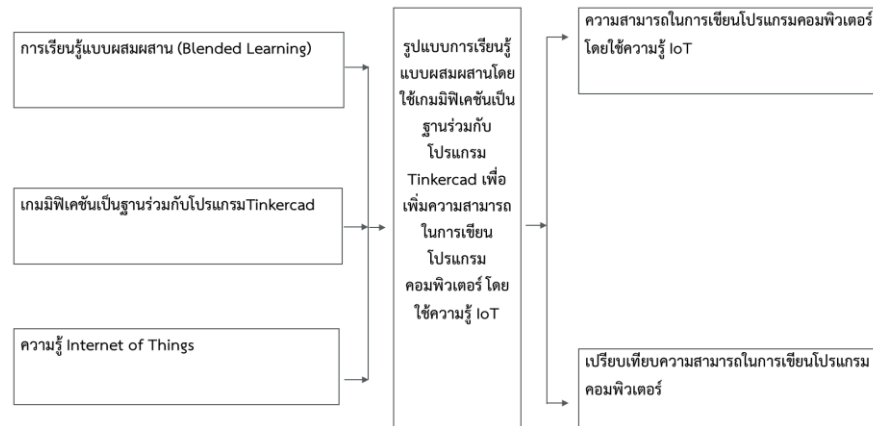 การเรียนรู้แบบผสมผสาน (Blended Learning)
เกมมิฟิเคชันเป็นฐานร่วมกับโปรแกรมTinkercad
ความรู้ Internet of Things
รูปแบบการเรียนรู้
แบบผสมผสานโดย
ใช้เกมมิฟิเคชันเป็น
ฐานร่วมกับ
โปรแกรม
Tinkercad เพื่อ
เพิ่มความสามารถ
ในการเขียน
โปรแกรม
คอมพิวเตอร์ โดย
ใช้ความรู้ IoT
ความสามารถในการเขียนโปรแกรมคอมพิวเตอร์
โดยใช้ความรู้ IoT
เปรียบเทียบความสามารถในการเขียนโปรแกรม
คอมพิวเตอร์